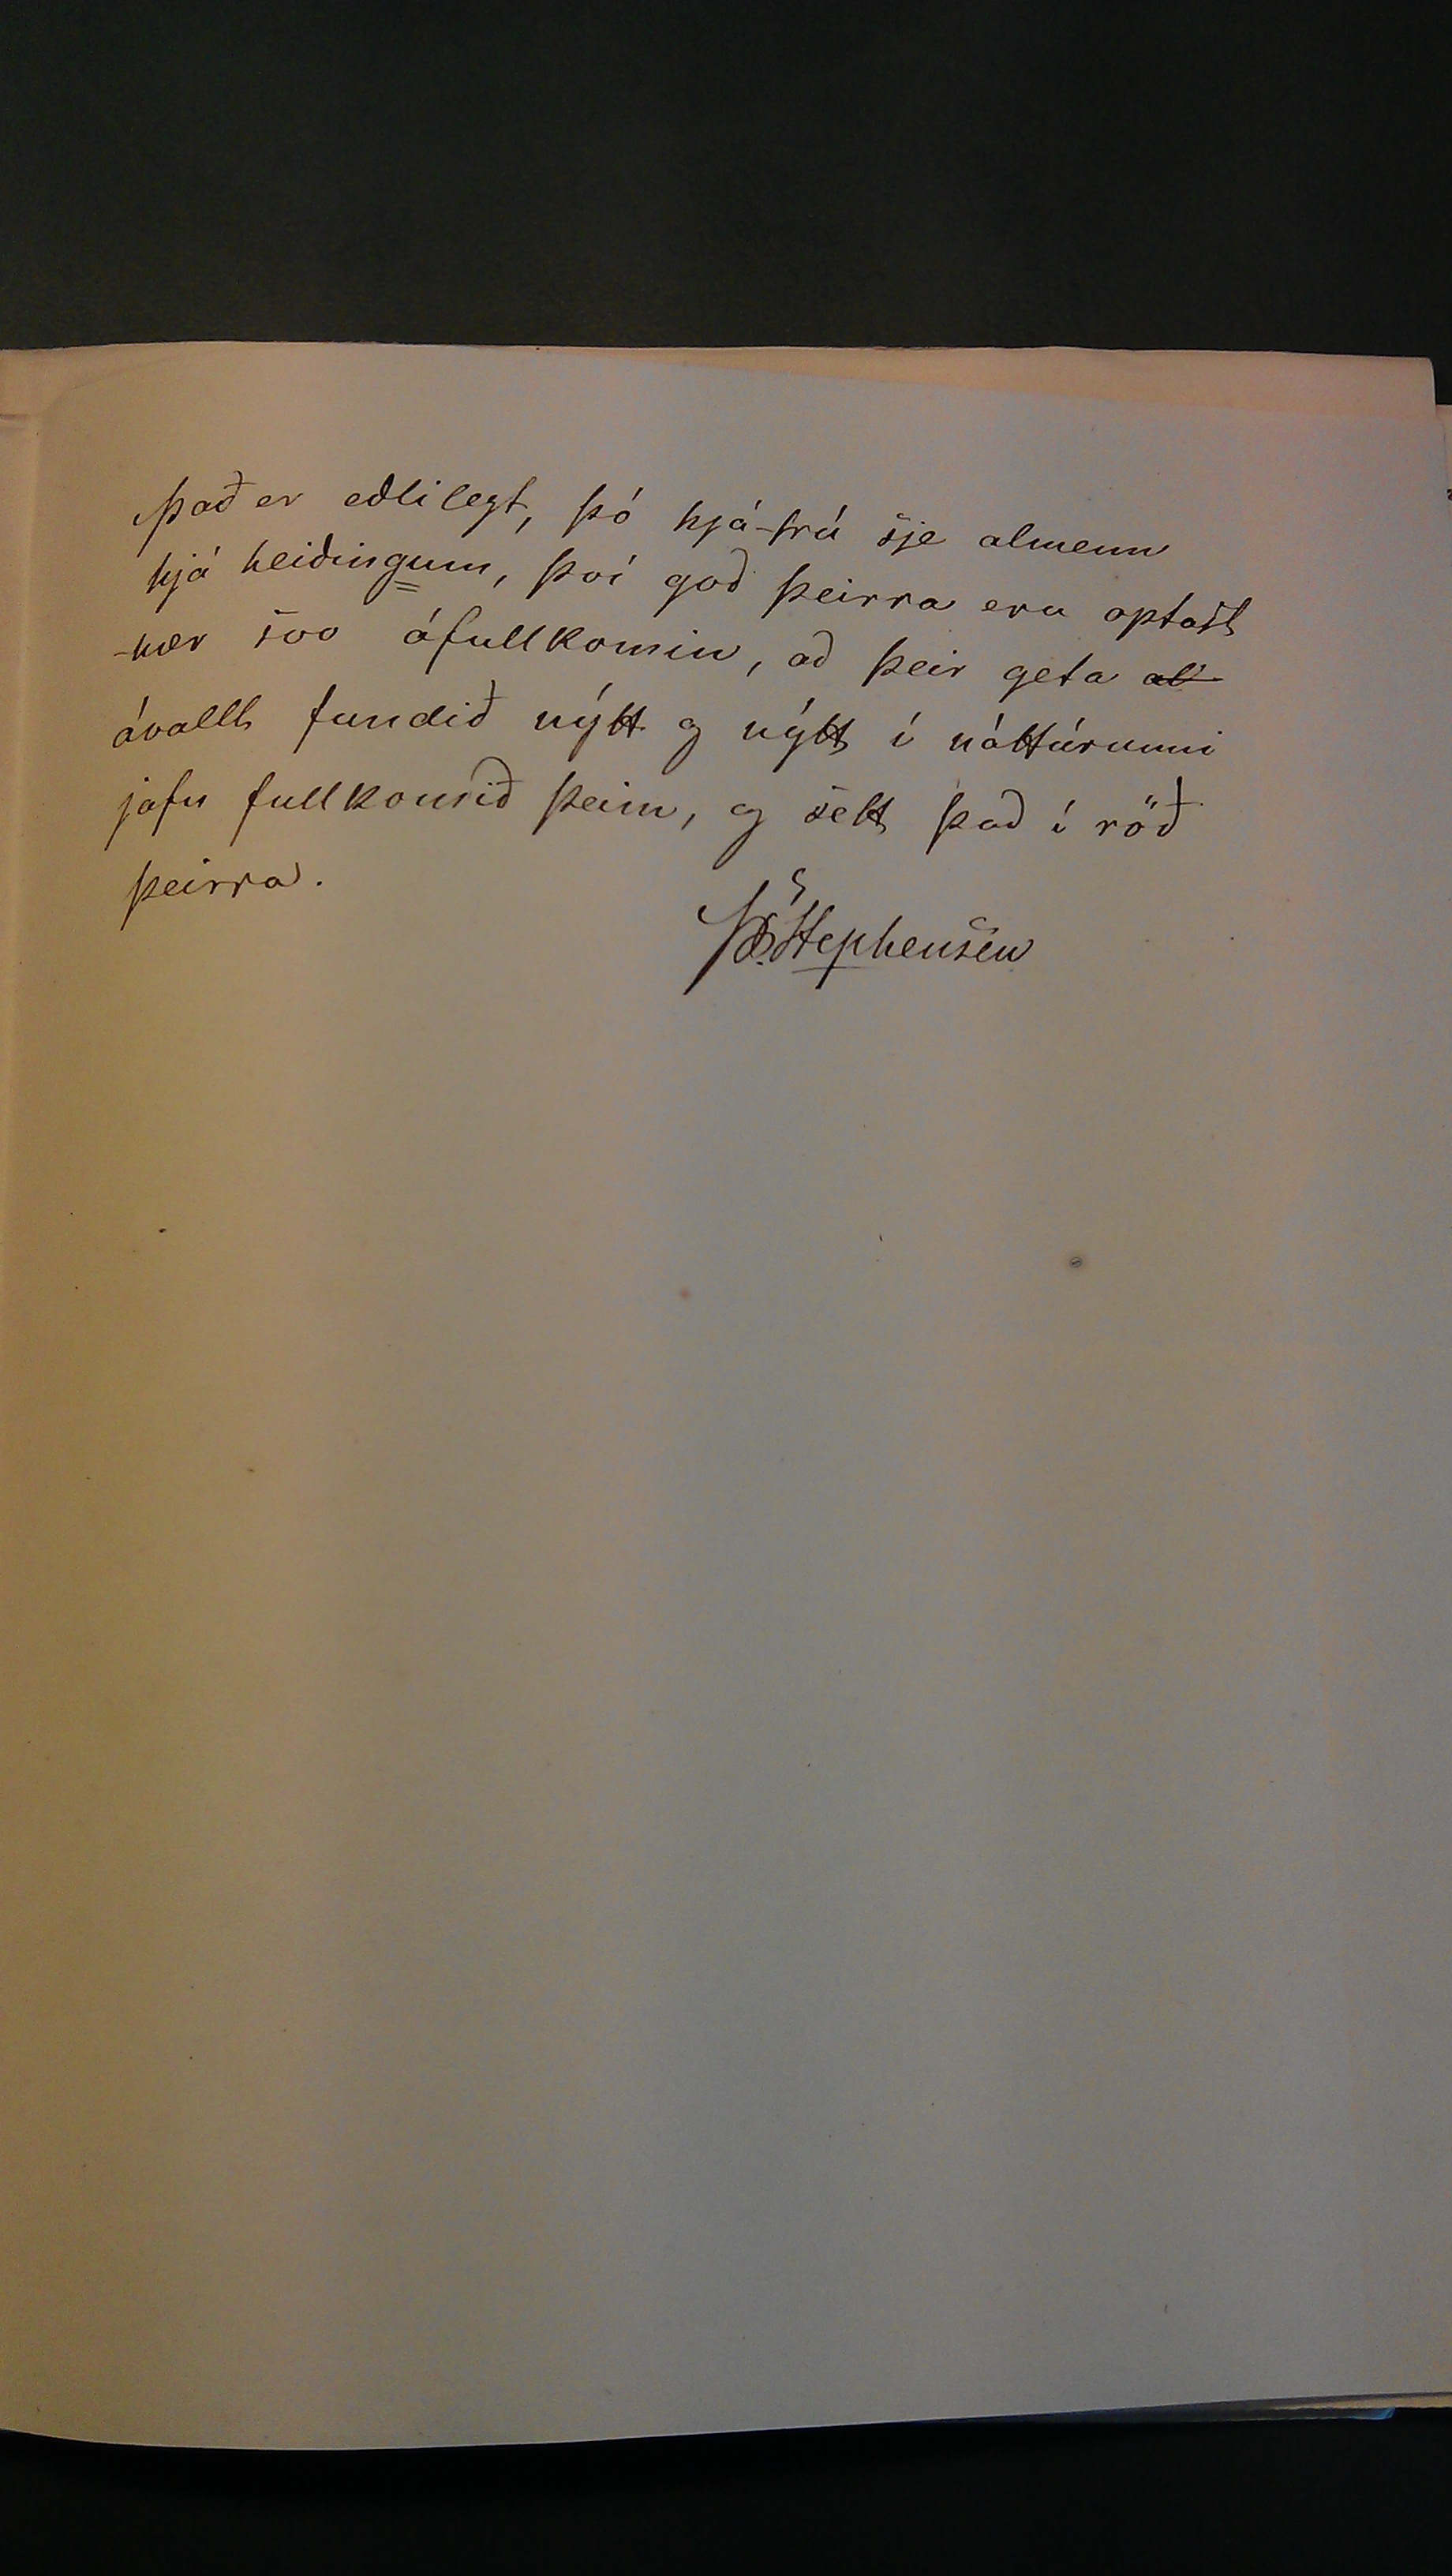 Það er eðlilegt, þó hjá-trú sje almenn
hjá heiðingum, því goð þeirra eru optast
-nær svo ófullkomin, að þeir geta al
ávallt fundið nýtt og nýtt í náttúrunni
jafn fullkomið þeim, og sett það í röð
þeirra.
Stephensen